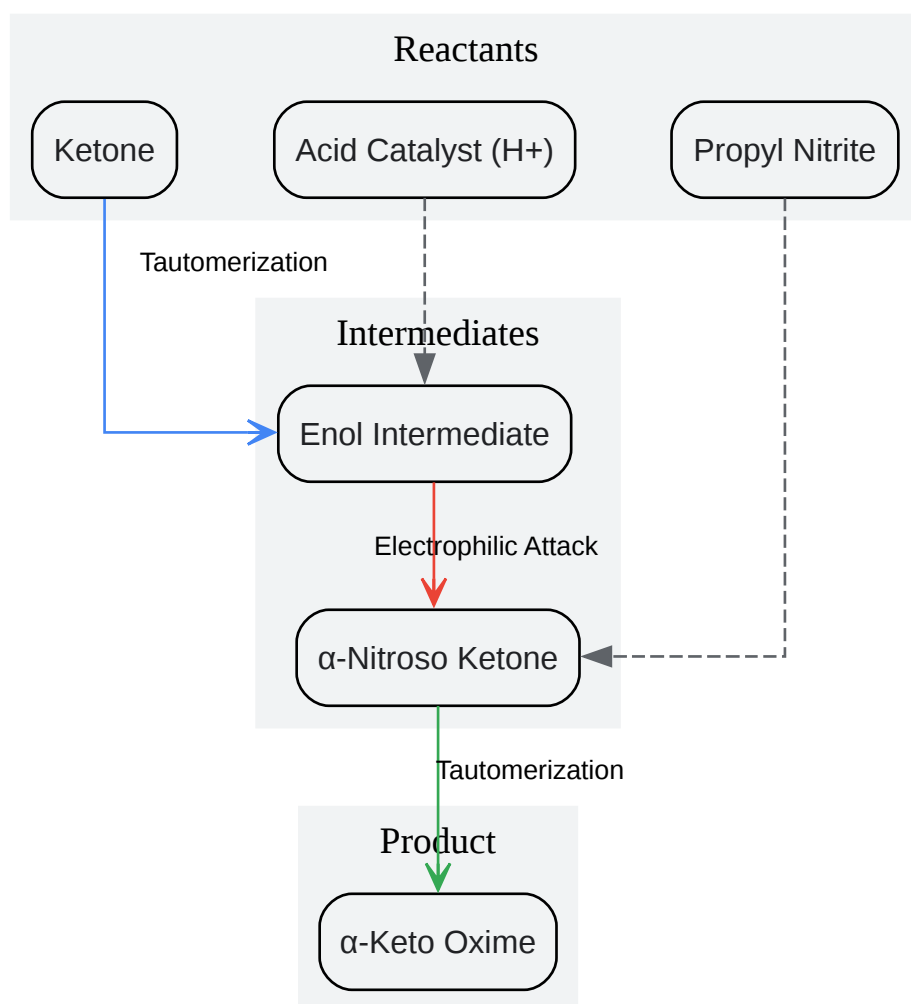 Reactants
Ketone
Acid Catalyst (H+)
Propyl Nitrite
Tautomerization
Intermediates
Enol Intermediate
Electrophilic Attack
α-Nitroso Ketone
Tautomerization
Product
α-Keto Oxime